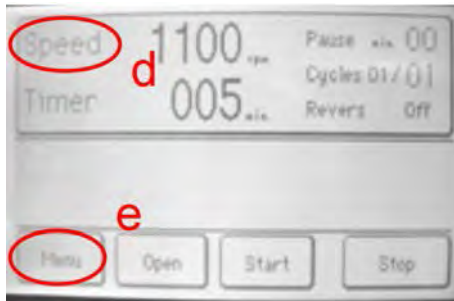 Speed 1100 rpm Pause min 00
d
Cycles 01/01
Timer 005 min Revers Off
e
Menu Open Start Stop